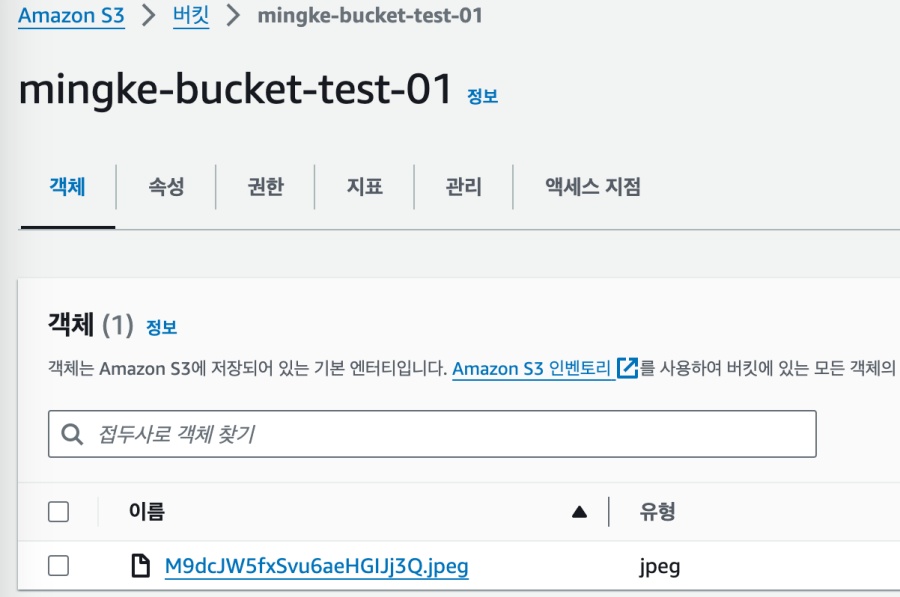 Amazon S3 > 버킷 > mingke-bucket-test-01
mingke-bucket-test-01 정보
객체 속성 권한 지표 관리 액세스 지점
객체 (1) 정보
객체는 Amazon S3에 저장되어 있는 기본 엔터티입니다. Amazon S3 인벤토리를 사용하여 버킷에 있는 모든 객체의
접두사로 객체 찾기
이름 유형
M9dcJW5fxSvu6aeHGIJj3Q.jpeg jpeg